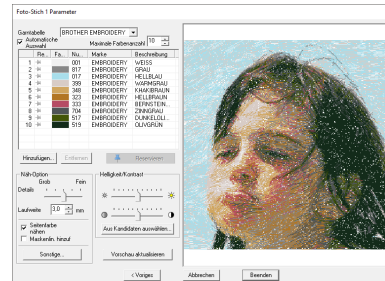 Foto-Stich 1 Parameter
Garntabelle BROTHER EMBROIDERY
Automatische Auswahl Maximale Farbenanzahl 10
Re... Fa... Nu... Marke Beschreibung
1 001 EMBROIDERY WEISS
2 817 EMBROIDERY GRAU
3 017 EMBROIDERY HELLBLAU
4 399 EMBROIDERY WARMGRAU
5 348 EMBROIDERY KHAKIBRAUN
6 323 EMBROIDERY HELLBRAUN
7 333 EMBROIDERY BERNSTEIN...
8 704 EMBROIDERY ZINNGRAU
9 517 EMBROIDERY DUNKELOLI...
10 519 EMBROIDERY OLIVGRÜN
Hinzufügen... Entfernen Reservieren
Näh-Option Helligkeit/Kontrast
Grob Fein
Details
Laufweite 3,0 mm
Seitenfarbe nähen
Maskenlin. hinzuf
Aus Kandidaten auswählen...
Sonstige... Vorschau aktualisieren
< Voriges Abbrechen Beenden